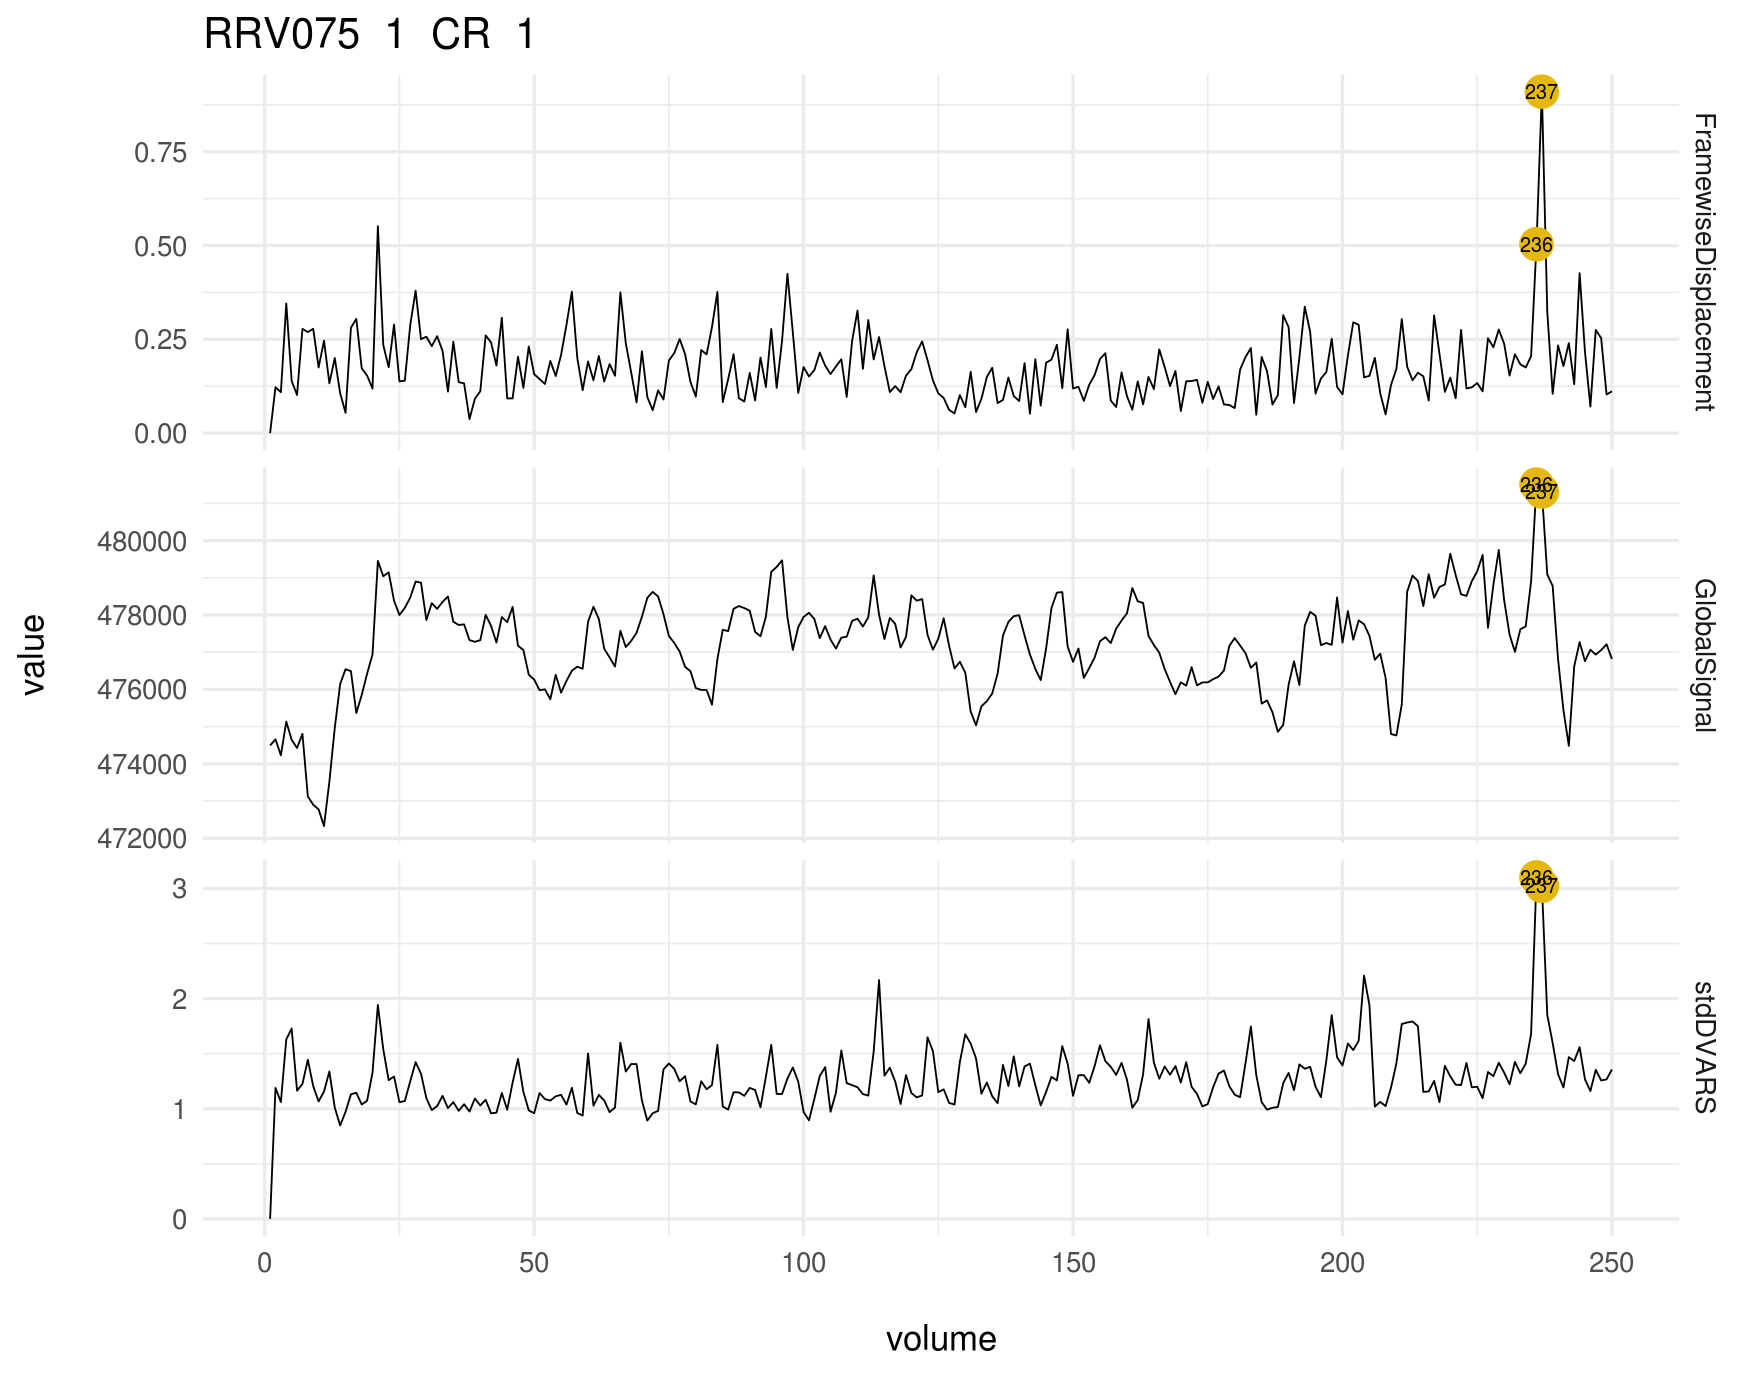 RRV075  1  CR  1
237
0.75
0.50
236
0.25
0.00
FramewiseDisplacement
236
237
480000
478000
476000
474000
472000
GlobalSignal
value
236
237
3
2
1
0
stdDVARS
0 50 100 150 200 250
volume